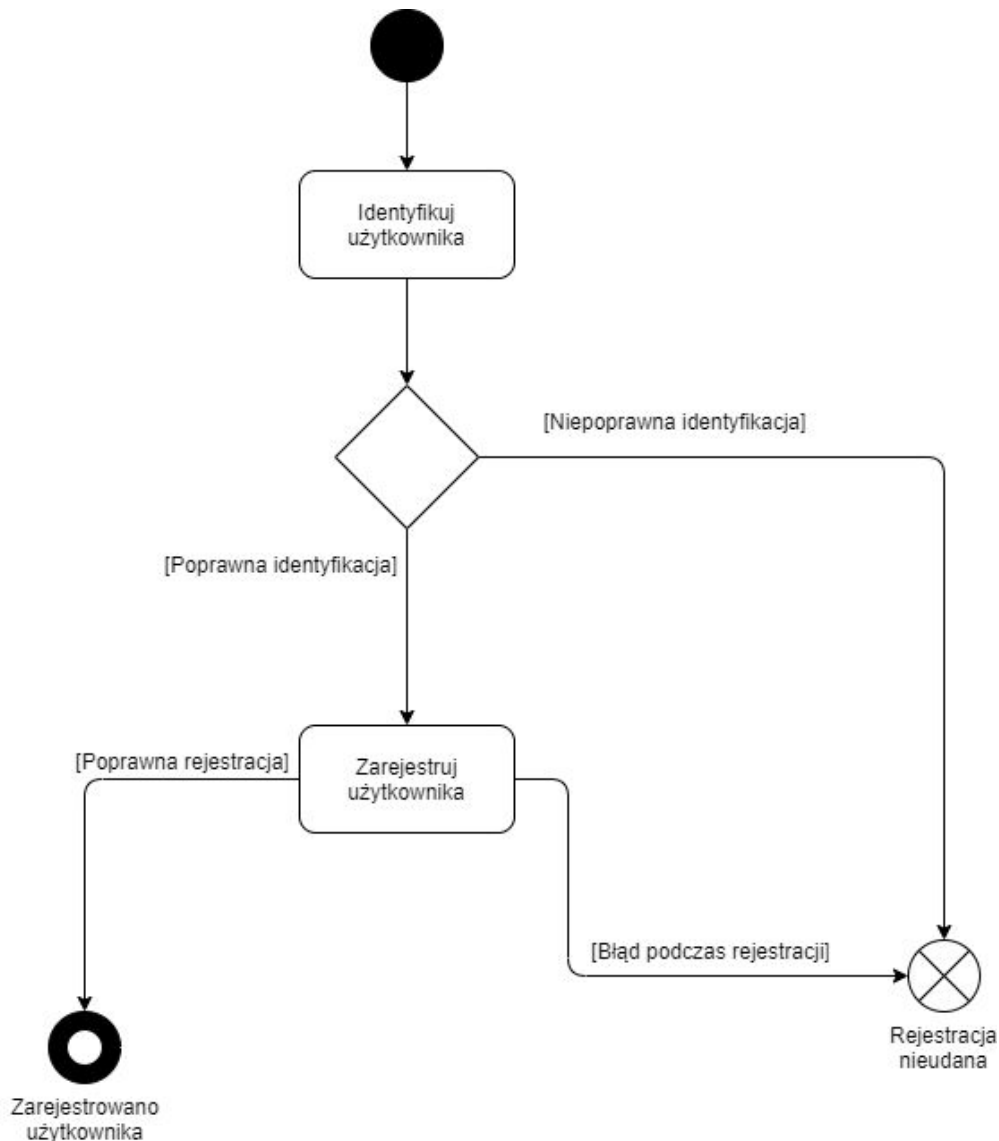 Identyfikuj
użytkownika
[Niepoprawna identyfikacja]
[Poprawna identyfikacja]
[Poprawna rejestracja]
Zarejestruj
użytkownika
[Błąd podczas rejestracji]
Rejestracja
nieudana
Zarejestrowano
użytkownika